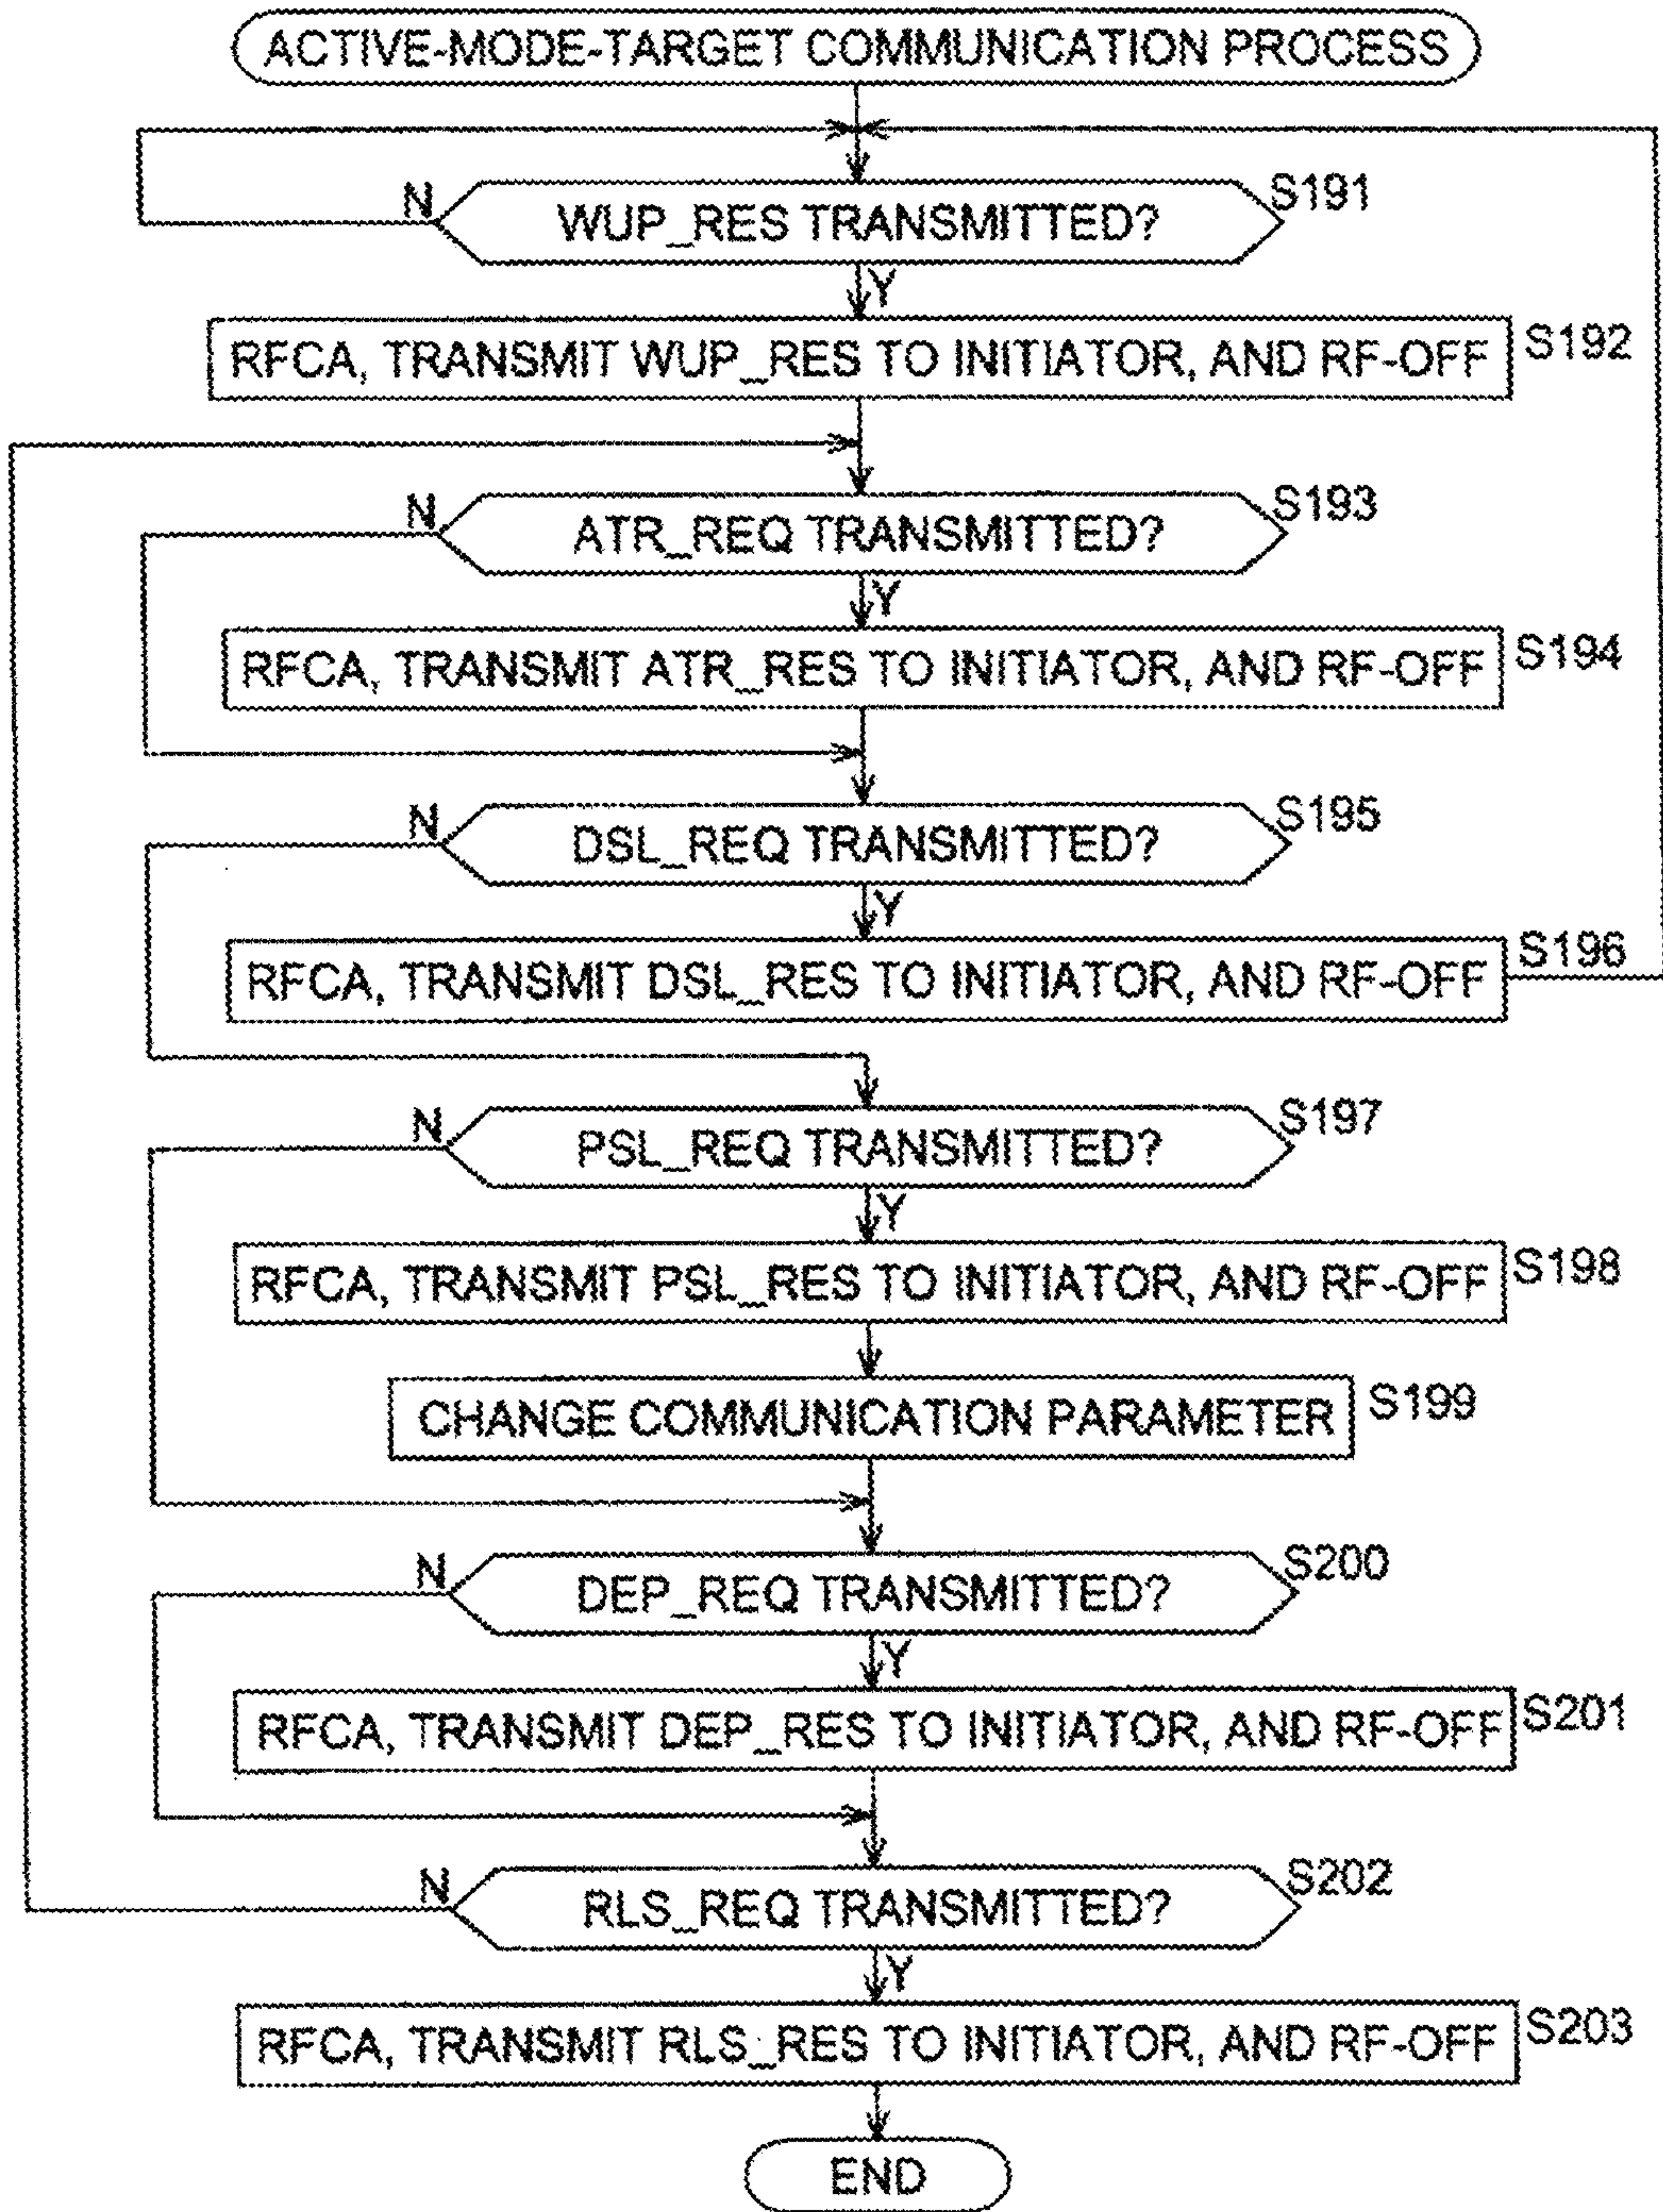 ACTIVE-MODE-TARGET COMMUNICATION PROCESS
N
WUP_RES TRANSMITTED?
S191
Y
RFCA, TRANSMIT WUP_RES TO INITIATOR, AND RF-OFF
S192
N
ATR_REQ TRANSMITTED?
S193
Y
RFCA, TRANSMIT ATR_RES TO INITIATOR, AND RF-OFF
S194
N
DSL_REQ TRANSMITTED?
S195
Y
RFCA, TRANSMIT DSL_RES TO INITIATOR, AND RF-OFF
S196
N
PSL_REQ TRANSMITTED?
S197
Y
RFCA, TRANSMIT PSL_RES TO INITIATOR, AND RF-OFF
S198
CHANGE COMMUNICATION PARAMETER
S199
N
DEP_REQ TRANSMITTED?
S200
Y
RFCA, TRANSMIT DEP_RES TO INITIATOR, AND RF-OFF
S201
N
RLS_REQ TRANSMITTED?
S202
Y
RFCA, TRANSMIT RLS_RES TO INITIATOR, AND RF-OFF
S203
END